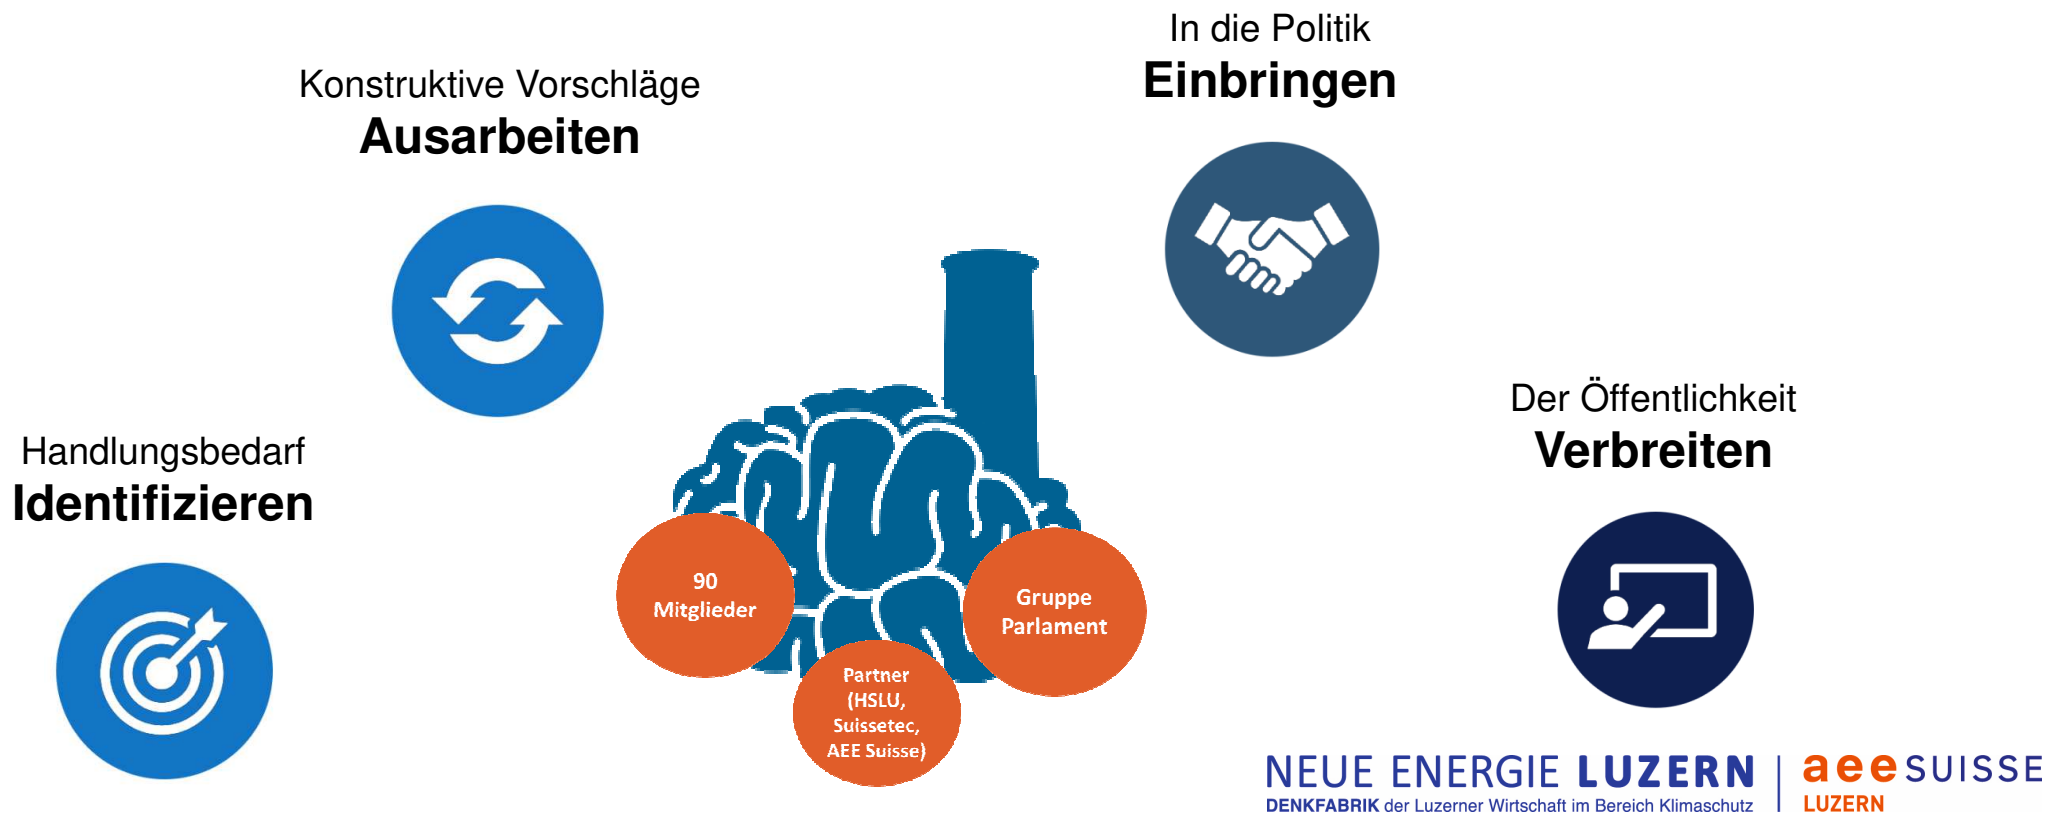 Handlungsbedarf
Identifizieren
Konstruktive Vorschläge
Ausarbeiten
In die Politik
Einbringen
Der Öffentlichkeit
Verbreiten
90
Mitglieder
Partner
(HSLU,
Suissetec,
AEE Suisse)
Gruppe
Parlament
NEUE ENERGIE LUZERN
DENKFABRIK der Luzerner Wirtschaft im Bereich Klimaschutz
aee SUISSE
LUZERN